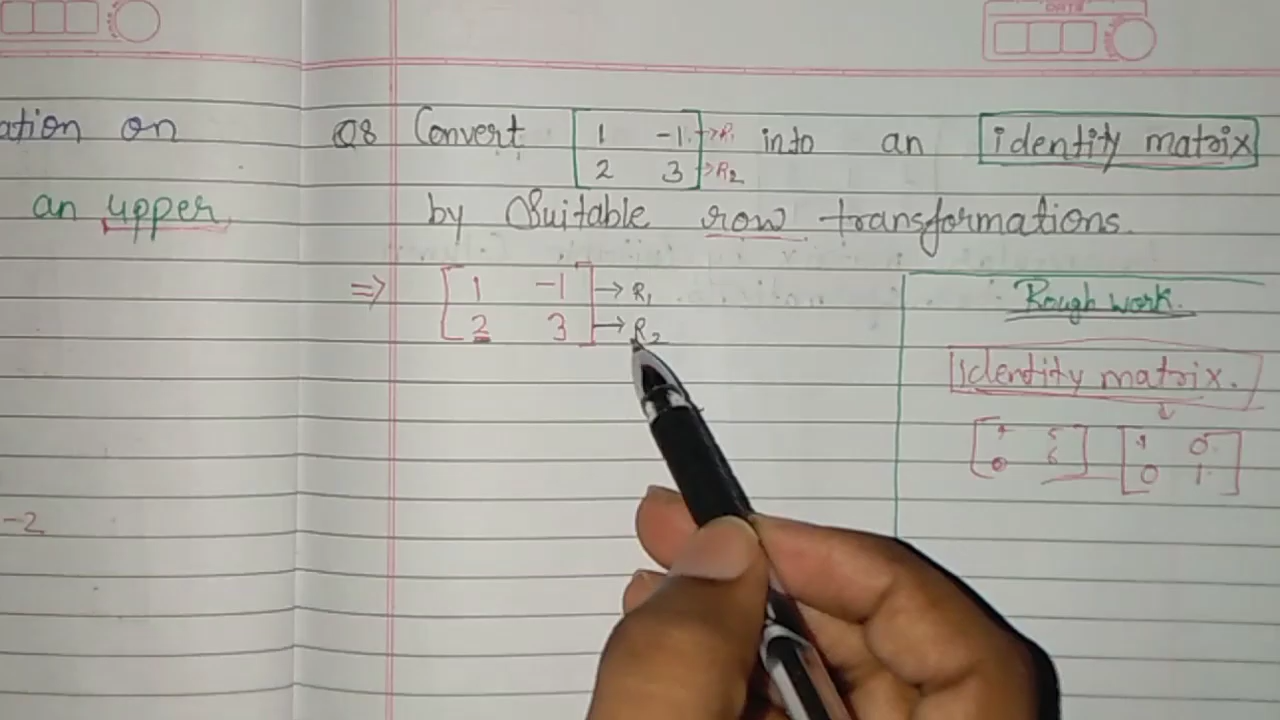 DATE
ation on
an upper
-2
Q8 Convert [ 1 -1 ] → R1 into an identity matrix
[ 2 3 ] → R2
by Suitable row transformations.
⇒ [ 1 -1 ] → R1
[ 2 3 ] → R2
Rough work.
identity matrix.
↓
[ 1 0
0 1 ]